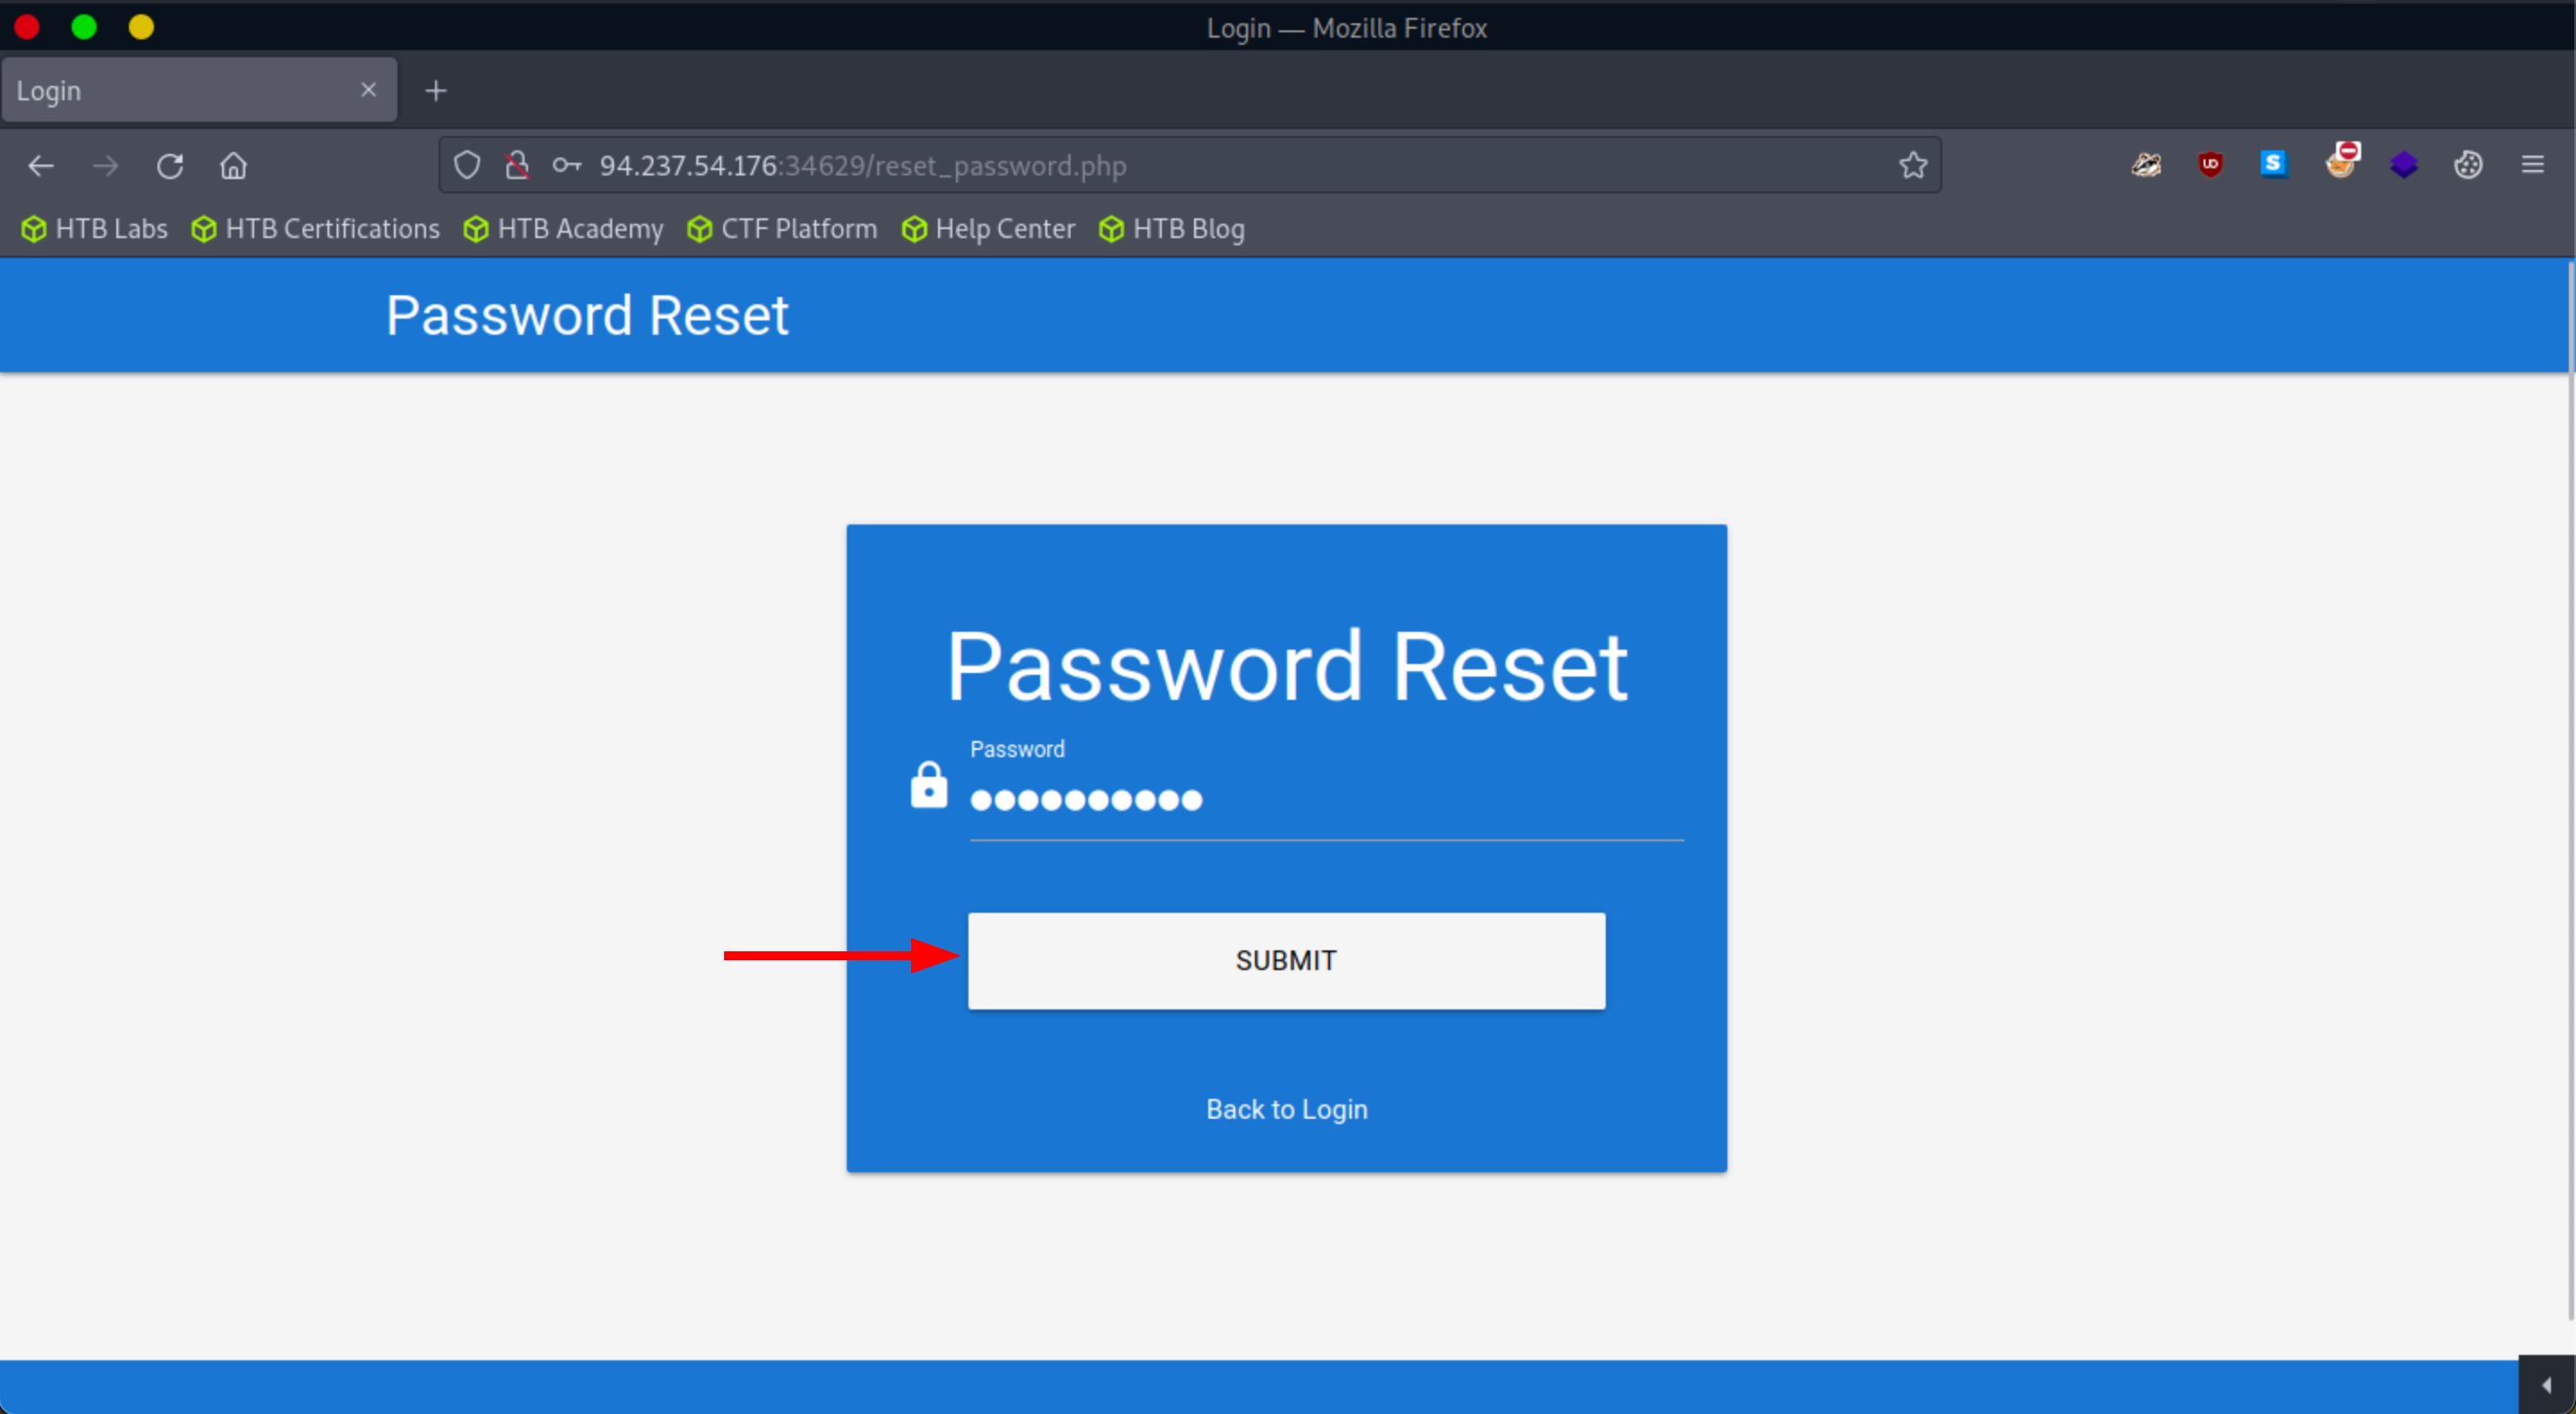 Login — Mozilla Firefox
Login
94.237.54.176:34629/reset_password.php
HTB Labs HTB Certifications HTB Academy CTF Platform Help Center HTB Blog
Password Reset
Password Reset
Password
SUBMIT
Back to Login